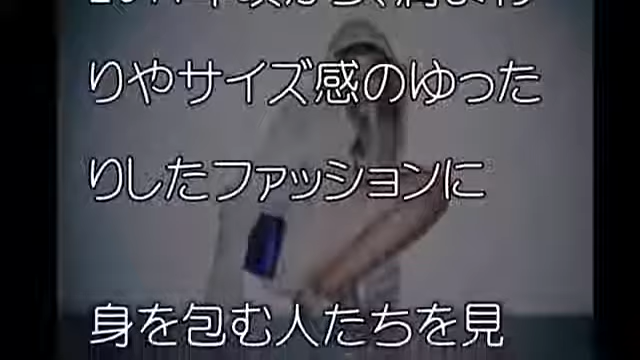 りやサイズ感のゆった
りしたファッションに
身を包む人たちを見